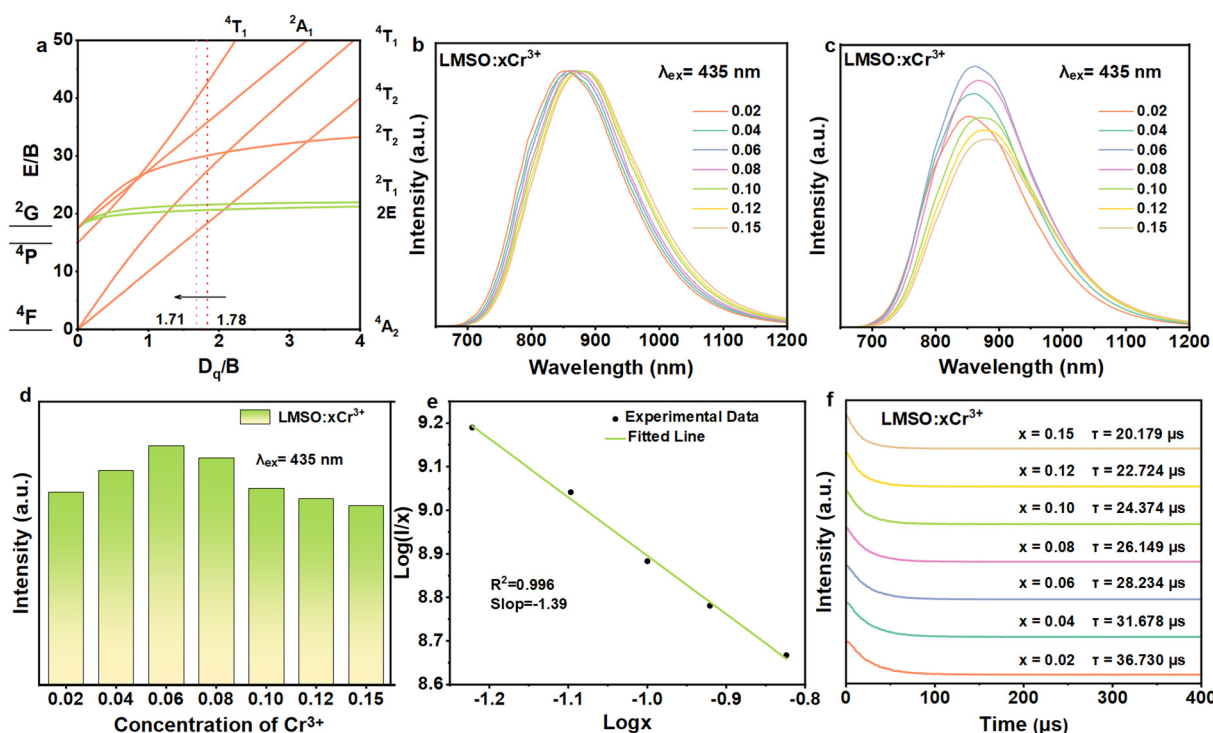 a
⁴T₁
²A₁
⁴T₁
50
40
30
20
10
0
E/B
²G
⁴P
⁴F
⁴T₂
²T₂
²T₁
2E
⁴A₂
1.71
1.78
0
1
2
3
4
Dq/B
b
LMSO:xCr³⁺
λex= 435 nm
0.02
0.04
0.06
0.08
0.10
0.12
0.15
Intensity (a.u.)
700
800
900
1000
1100
1200
Wavelength (nm)
c
LMSO:xCr³⁺
λex= 435 nm
0.02
0.04
0.06
0.08
0.10
0.12
0.15
Intensity (a.u.)
700
800
900
1000
1100
1200
Wavelength (nm)
d
LMSO:xCr³⁺
λex= 435 nm
Intensity (a.u.)
0.02
0.04
0.06
0.08
0.10
0.12
0.15
Concentration of Cr³⁺
e
Experimental Data
Fitted Line
9.2
9.1
9.0
8.9
8.8
8.7
8.6
Log(I/x)
R²=0.996
Slop=-1.39
-1.2
-1.1
-1.0
-0.9
-0.8
Logx
f
LMSO:xCr³⁺
x = 0.15 τ = 20.179 μs
x = 0.12 τ = 22.724 μs
x = 0.10 τ = 24.374 μs
x = 0.08 τ = 26.149 μs
x = 0.06 τ = 28.234 μs
x = 0.04 τ = 31.678 μs
x = 0.02 τ = 36.730 μs
Intensity (a.u.)
0
100
200
300
400
Time (μs)